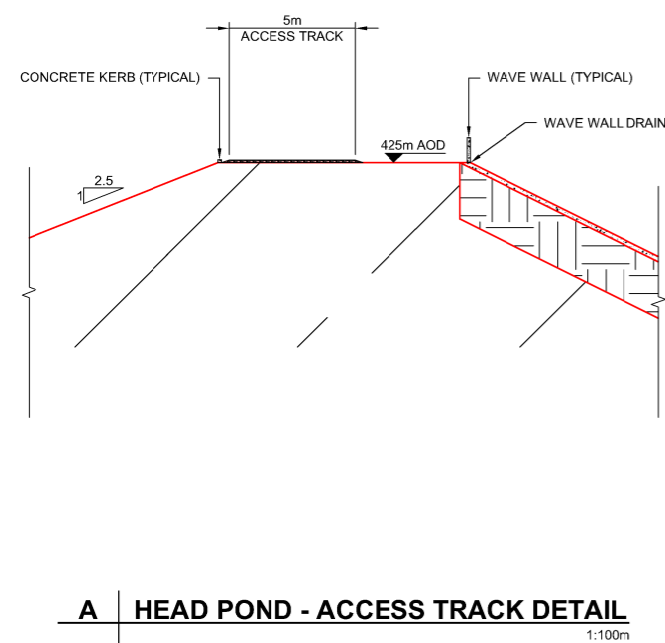 5m
ACCESS TRACK
CONCRETE KERB (TYPICAL)
WAVE WALL (TYPICAL)
WAVE WALL DRAIN
425m AOD
2.5
1
A HEAD POND - ACCESS TRACK DETAIL
1:100m